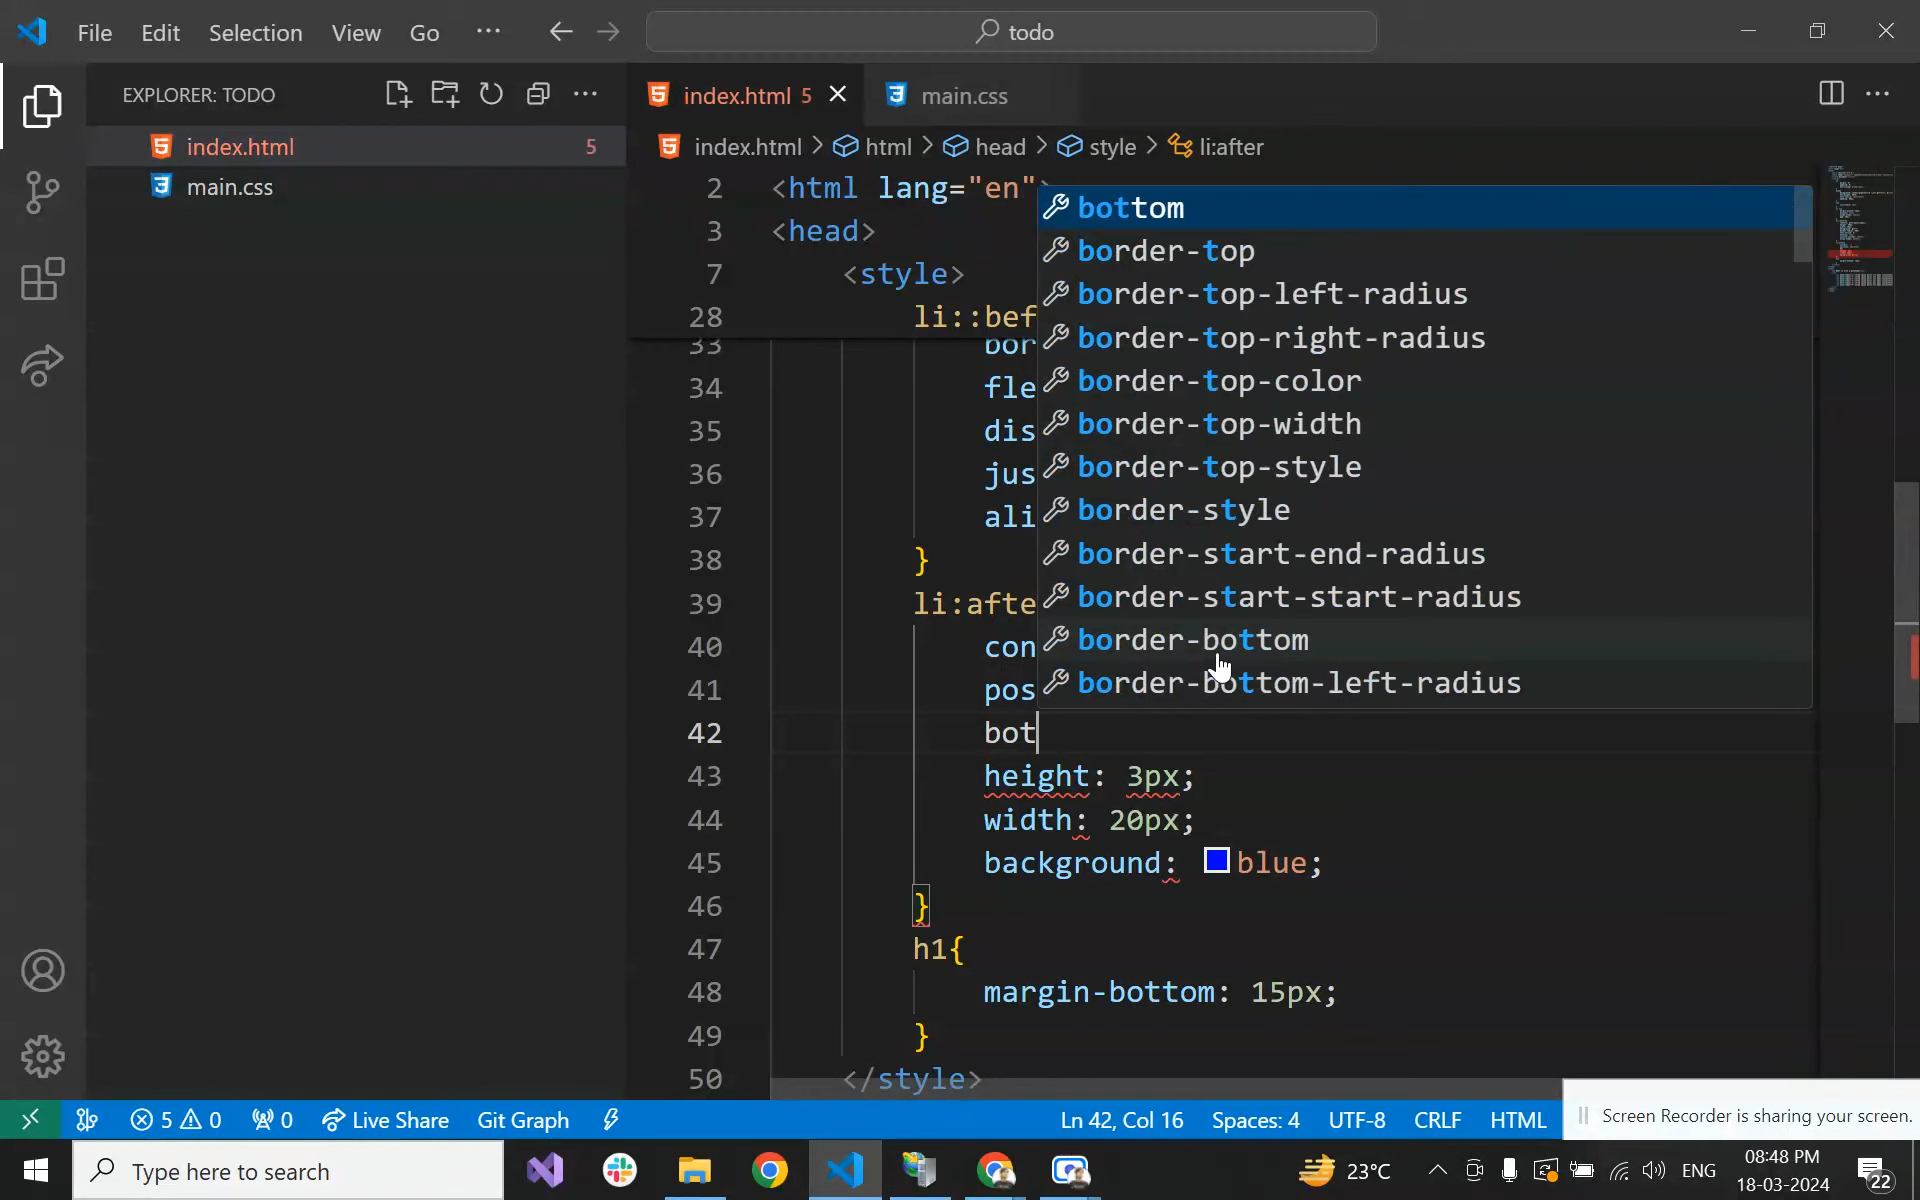 File Edit Selection View Go ··· todo
EXPLORER: TODO
index.html 5
main.css
index.html 5 main.css
index.html > html > head > style > li:after
2 <html lang="en">
3 <head>
7 <style>
28 li::bef
33 bor
34 fle
35 dis
36 jus
37 ali
38 }
39 li:afte
40 con
41 pos
42 bot
43 height: 3px;
44 width: 20px;
45 background: blue;
46 }
47 h1{
48 margin-bottom: 15px;
49 }
50 </style>
bottom
border-top
border-top-left-radius
border-top-right-radius
border-top-color
border-top-width
border-top-style
border-style
border-start-end-radius
border-start-start-radius
border-bottom
border-bottom-left-radius
5 0 0 Live Share Git Graph Ln 42, Col 16 Spaces: 4 UTF-8 CRLF HTML
Screen Recorder is sharing your screen.
Type here to search 23°C ENG 08:48 PM
18-03-2024
22